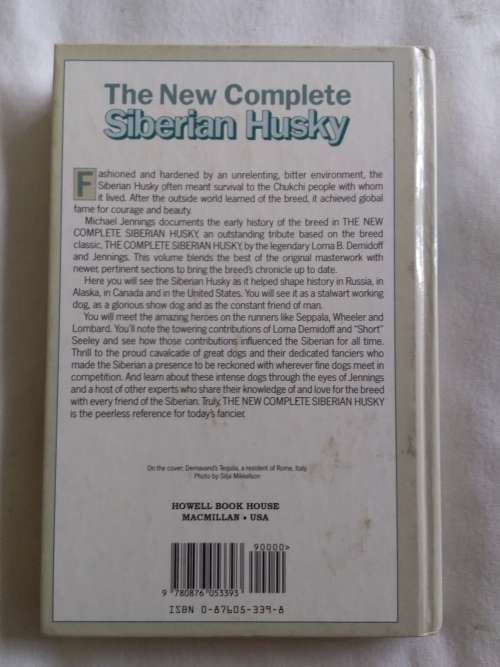 The New Complete
Siberian Husky
Fashioned and hardened by an unrelenting, bitter environment, the
Siberian Husky often meant survival to the Chukchi people with whom
it lived. After the outside world learned of the breed, it achieved global
fame for courage and beauty.
Michael Jennings documents the early history of the breed in THE NEW
COMPLETE SIBERIAN HUSKY, an outstanding tribute based on the breed
classic, THE COMPLETE SIBERIAN HUSKY, by the legendary Lorna B. Demidoff
and Jennings. This volume blends the best of the original masterwork with
newer, pertinent sections to bring the breed's chronicle up to date.
Here you will see the Siberian Husky as it helped shape history in Russia, in
Alaska, in Canada and in the United States. You will see it as a stalwart working
dog, as a glorious show dog and as the constant friend of man.
You will meet the amazing heroes on the runners like Seppala, Wheeler and
Lombard. You'll note the towering contributions of Lorna Demidoff and "Short"
Seeley and see how those contributions influenced the Siberian for all time.
Thrill to the proud cavalcade of great dogs and their dedicated fanciers who
made the Siberian a presence to be reckoned with wherever fine dogs meet in
competition. And learn about these intense dogs through the eyes of Jennings
and a host of other experts who share their knowledge of and love for the breed
with every friend of the Siberian. Truly, THE NEW COMPLETE SIBERIAN HUSKY
is the peerless reference for today's fancier.
On the cover: Demavand's Tequila, a resident of Rome, Italy.
Photo by Silja Mikkelson
HOWELL BOOK HOUSE
MACMILLAN • USA
90000>
9 780876 053393
ISBN 0-87605-339-8